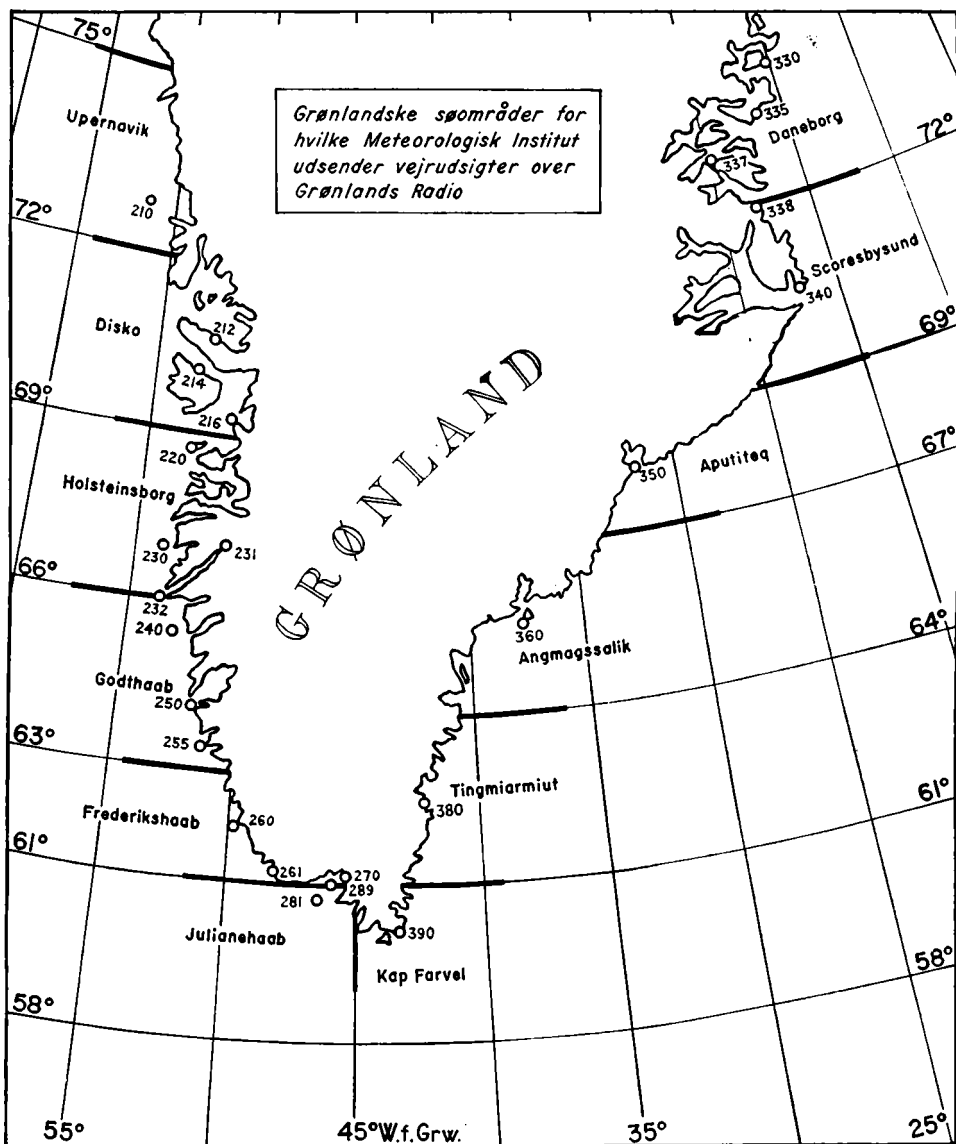 75°
Upernavik
210
72°
Disko
212
214
69°
216
220
Holsteinsborg
230
231
66°
232
240
Godthaab
250
63°
255
Frederikshaab
260
61°
261
270
289
281
Julianehaab
58°
Grønlandske søområder for
hvilke Meteorologisk Institut
udsender vejrudsigter over
Grønlands Radio
GRØNLAND
330
335
Daneborg
337
72°
338
Scoresbysund
340
69°
350
Aputiteq
67°
360
Angmagssalik
64°
Tingmiarmiut
380
61°
390
Kap Farvel
58°
55°
45°W.f.Grw.
35°
25°